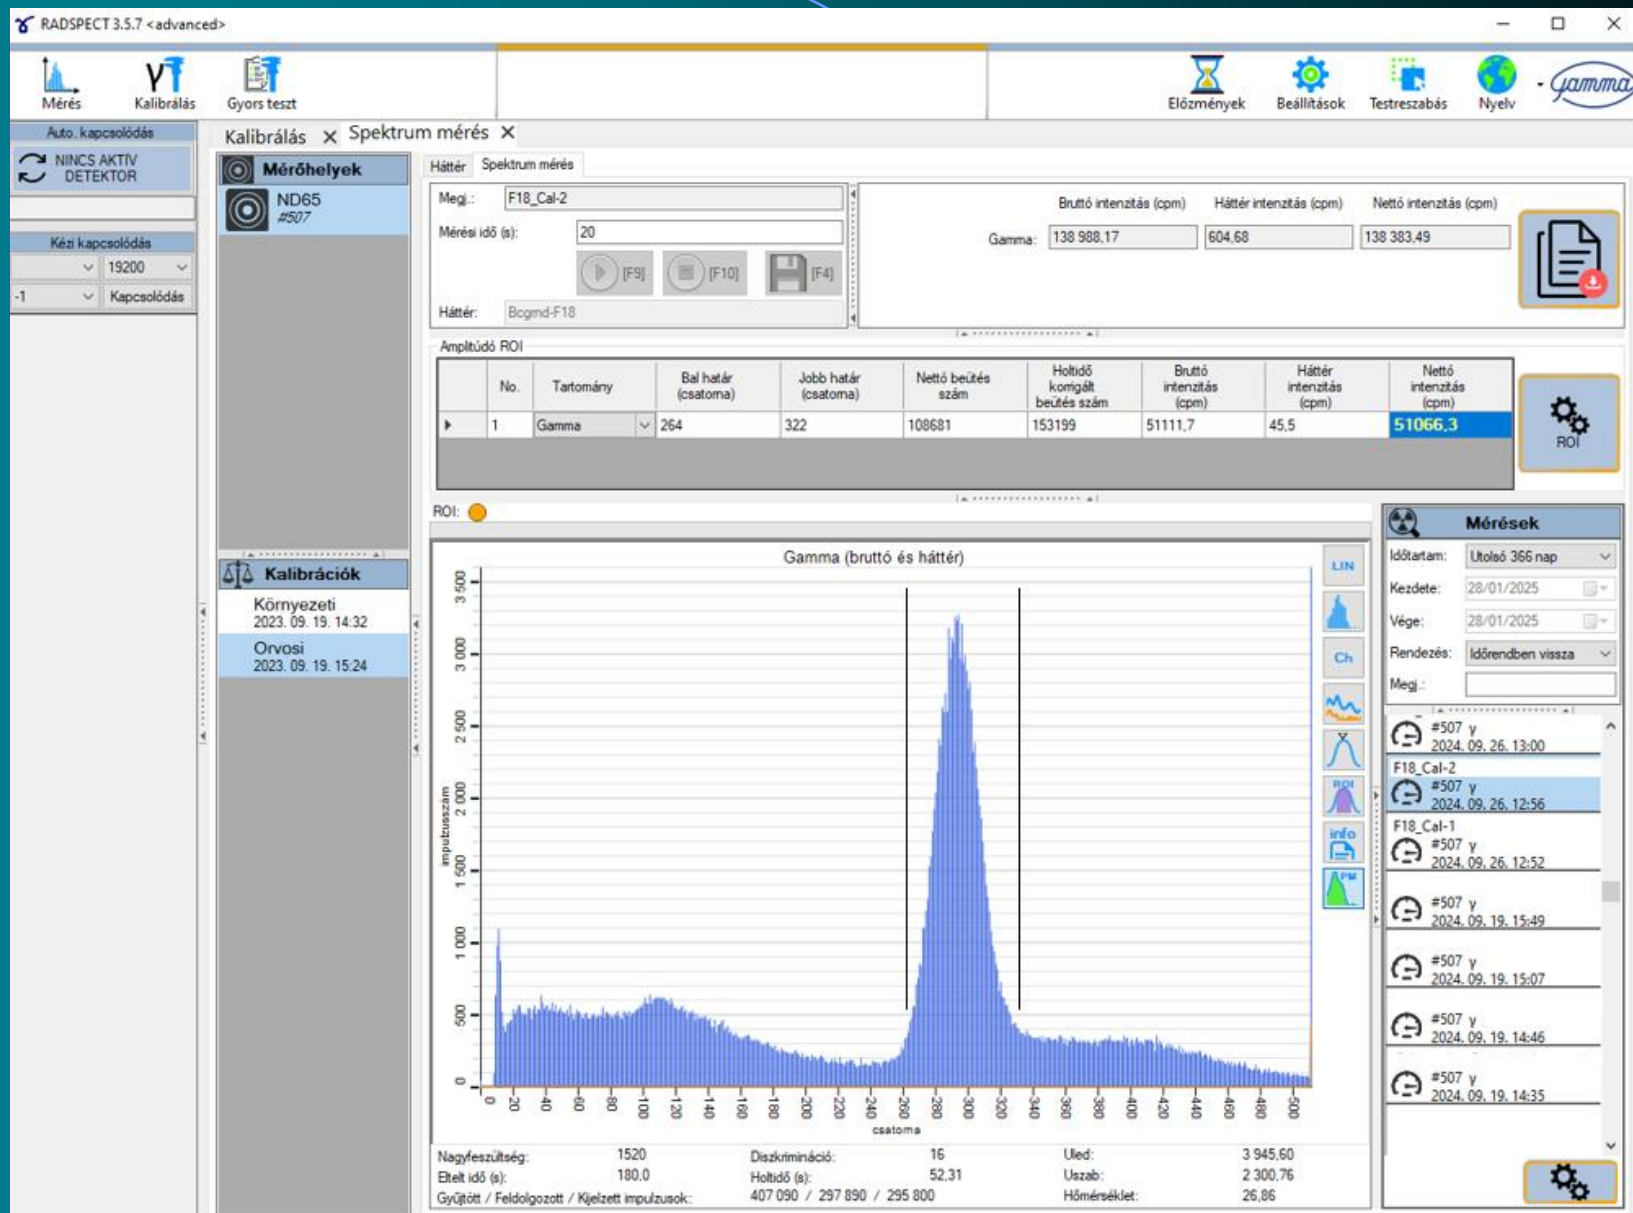 RADSPECT 3.5.7 <advanced>
Mérés
Kalibrálás
Gyors teszt
Előzmények
Beállítások
Testreszabás
Nyelv
gamma
Auto. kapcsolódás
NINCS AKTÍV
DETEKTOR
Kézi kapcsolódás
19200
-1
Kapcsolódás
Kalibrálás
Spektrum mérés
Mérőhelyek
ND65
#507
Kalibrációk
Környezeti
2023. 09. 19. 14:32
Orvosi
2023. 09. 19. 15:24
Háttér
Spektrum mérés
Megj.: F18_Cal-2
Mérési idő (s): 20
[F9]
[F10]
[F4]
Háttér: Bcgrnd-F18
Bruttó intenzitás (cpm) Háttér intenzitás (cpm) Nettó intenzitás (cpm)
Gamma: 138 988,17 604,68 138 383,49
Amplitúdó ROI
No. Tartomány Bal határ (csatorna) Jobb határ (csatorna) Nettó beütés szám Holtidő korrigált beütés szám Bruttó intenzitás (cpm) Háttér intenzitás (cpm) Nettó intenzitás (cpm)
1 Gamma 264 322 108681 153199 51111,7 45,5 51066,3
ROI
ROI:
Gamma (bruttó és háttér)
impulzusszám
3 500
3 000
2 500
2 000
1 500
1 000
500
0
0 20 40 60 80 100 120 140 160 180 200 220 240 260 280 300 320 340 360 380 400 420 440 460 480 500
csatorna
LIN
Ch
ROI
info
PM
Nagyfeszültség: 1520 Diszkrimináció: 16 Uled: 3 945,60
Eltelt idő (s): 180.0 Holtidő (s): 52.31 Uszab: 2 300,76
Gyűjtött / Feldolgozott / Kijelzett impulzusok: 407 090 / 297 890 / 295 800 Hőmérséklet: 26,86
Mérések
Időtartam: Utolsó 366 nap
Kezdete: 28/01/2025
Vége: 28/01/2025
Rendezés: Időrendben vissza
Megj.:
#507 γ
2024. 09. 26. 13:00
F18_Cal-2
#507 γ
2024. 09. 26. 12:56
F18_Cal-1
#507 γ
2024. 09. 26. 12:52
#507 γ
2024. 09. 19. 15:49
#507 γ
2024. 09. 19. 15:07
#507 γ
2024. 09. 19. 14:46
#507 γ
2024. 09. 19. 14:35